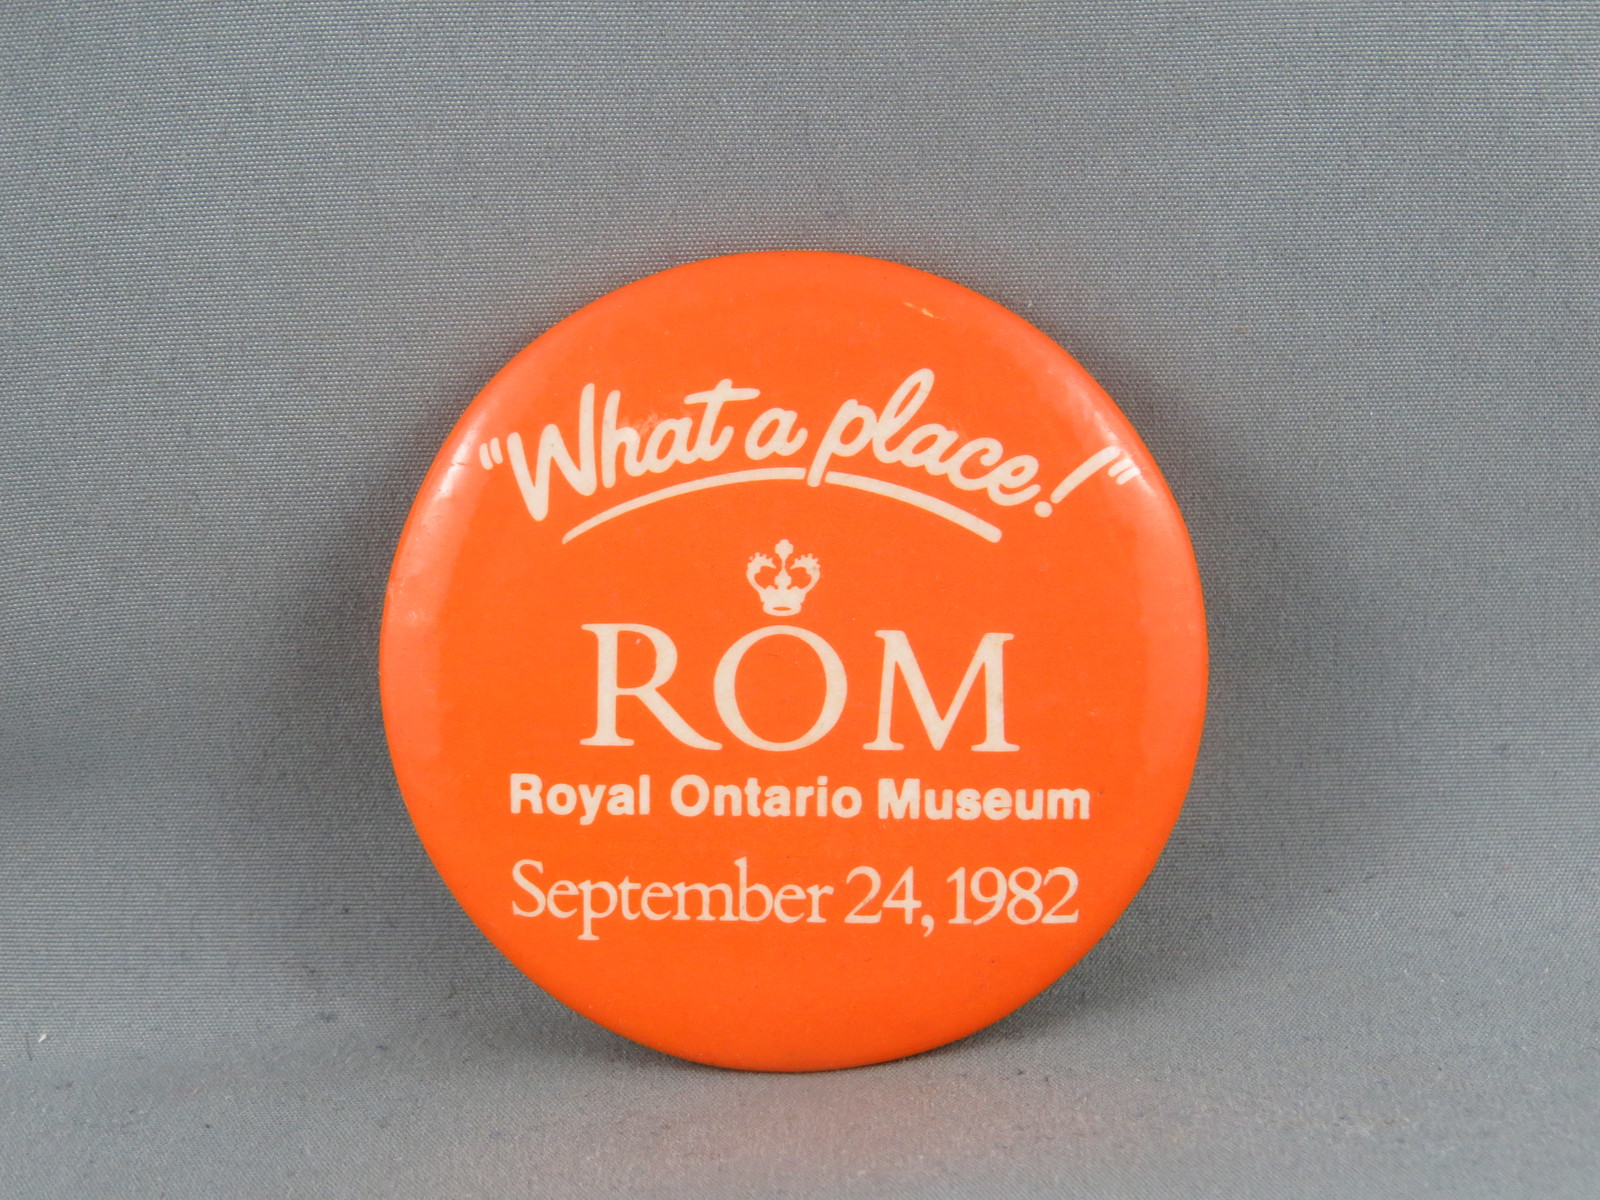 "What a place!"
ROM
Royal Ontario Museum
September 24, 1982